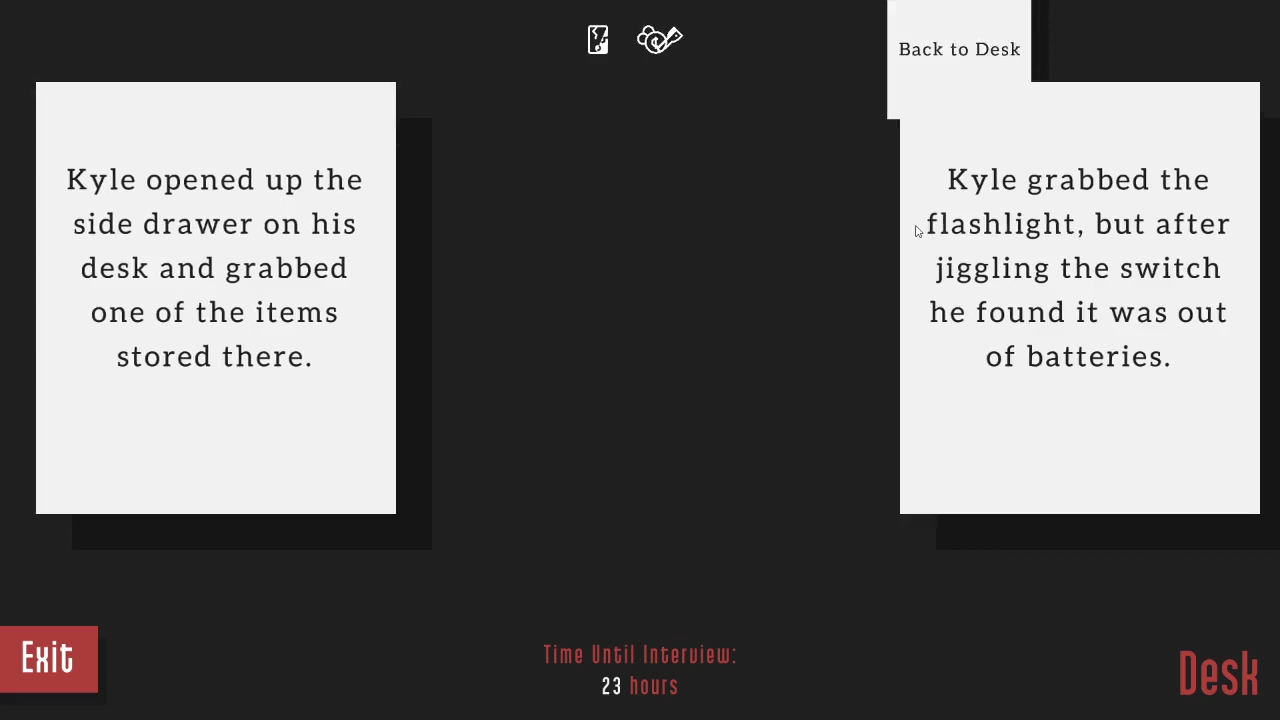 Back to Desk
Kyle opened up the
side drawer on his
desk and grabbed
one of the items
stored there.
Kyle grabbed the
flashlight, but after
jiggling the switch
he found it was out
of batteries.
Exit
Time Until Interview:
23 hours
Desk